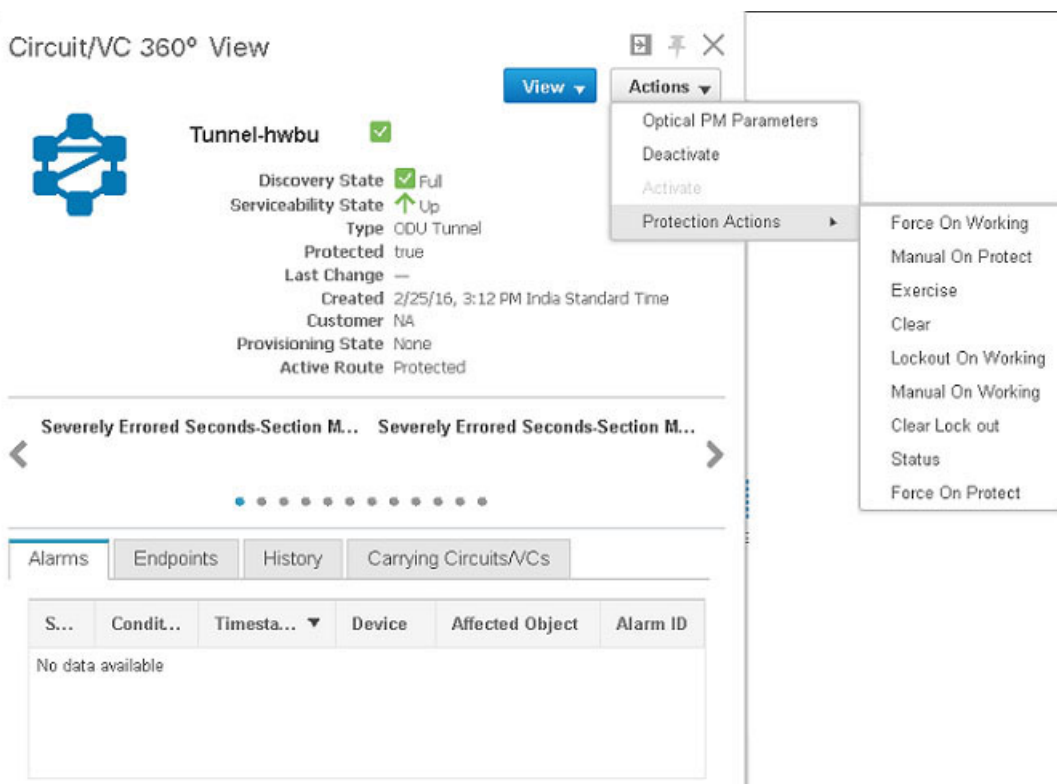 Circuit/VC 360º View
View
Actions
Optical PM Parameters
Deactivate
Activate
Protection Actions
Force On Working
Manual On Protect
Exercise
Clear
Lockout On Working
Manual On Working
Clear Lock out
Status
Force On Protect
Tunnel-hwbu
Discovery State Full
Serviceability State Up
Type ODU Tunnel
Protected true
Last Change —
Created 2/25/16, 3:12 PM India Standard Time
Customer NA
Provisioning State None
Active Route Protected
Severely Errored Seconds-Section M... Severely Errored Seconds-Section M...
Alarms Endpoints History Carrying Circuits/VCs
S... Condit... Timesta... Device Affected Object Alarm ID
No data available